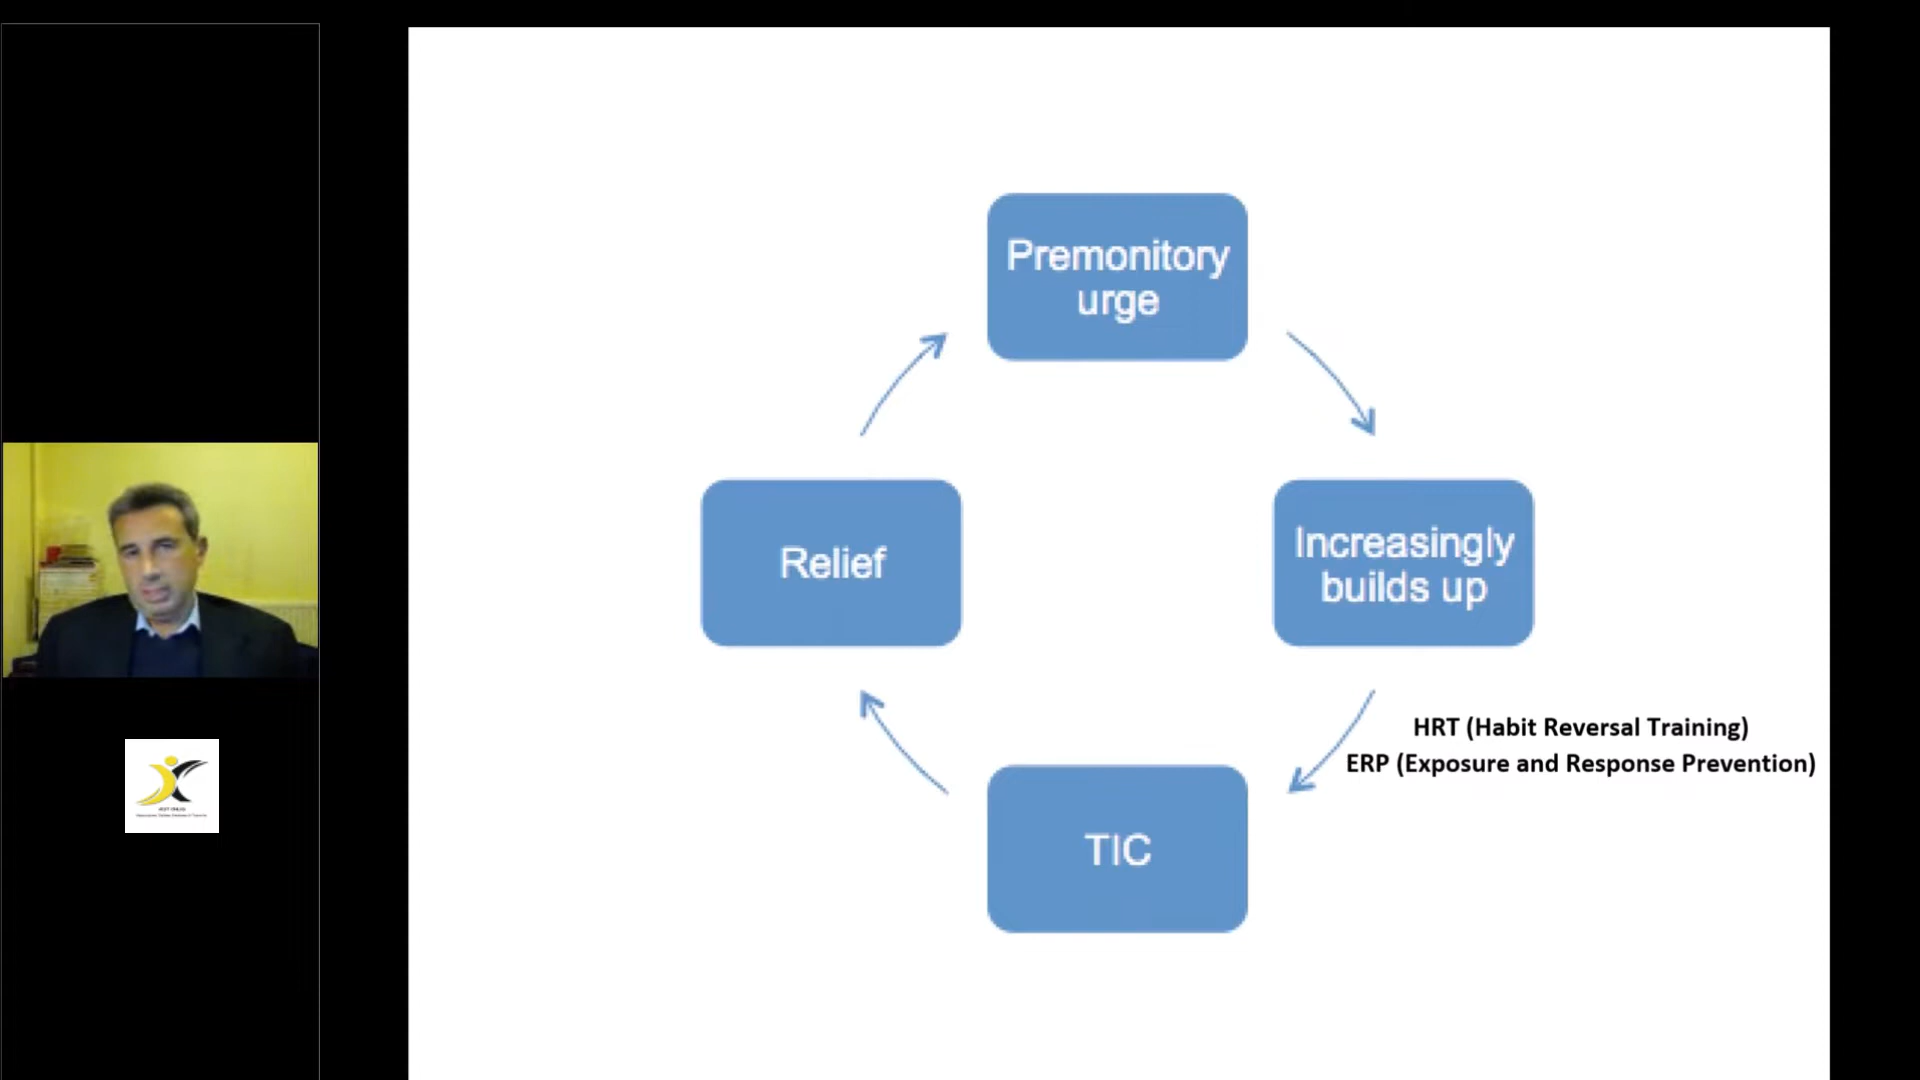 Premonitory
urge
Relief
Increasingly
builds up
HRT (Habit Reversal Training)
ERP (Exposure and Response Prevention)
TIC